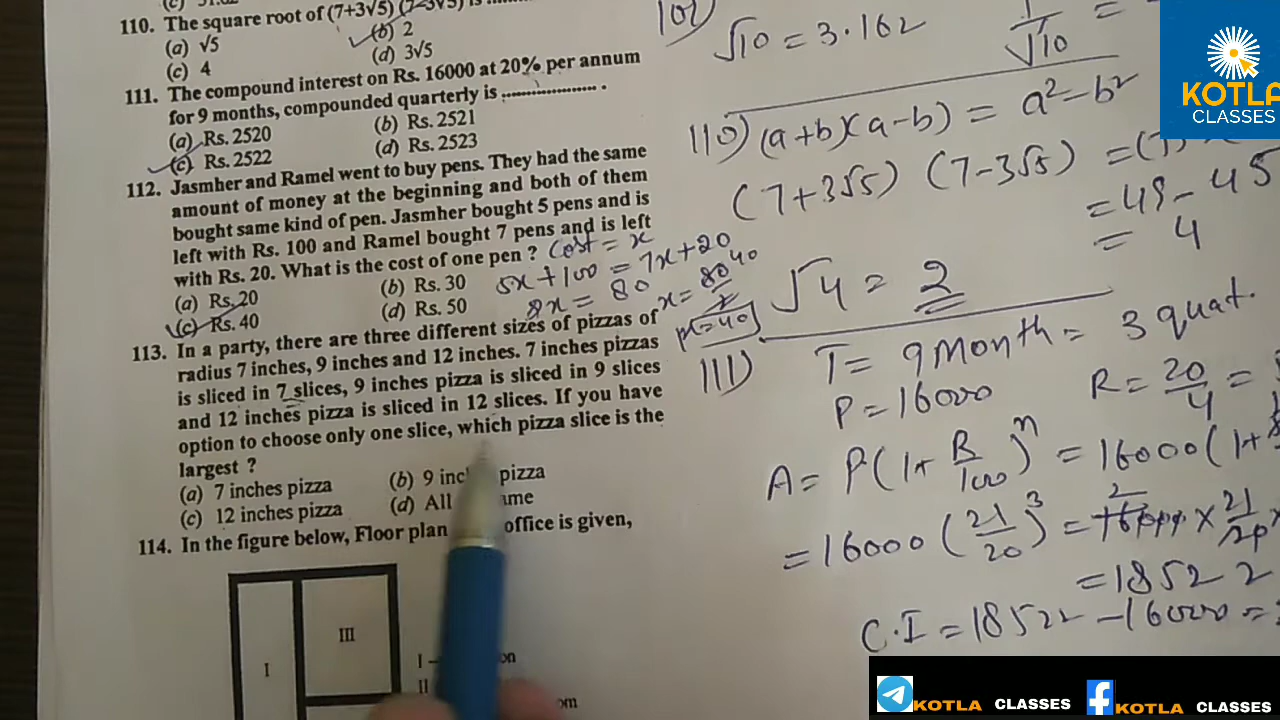 110. The square root of (7+3√5) (7-3√5) is
(a) √5
(b) 2
(c) 4
(d) 3√5
111. The compound interest on Rs. 16000 at 20% per annum
for 9 months, compounded quarterly is .................... .
(a) Rs. 2520
(b) Rs. 2521
(c) Rs. 2522
(d) Rs. 2523
112. Jasmher and Ramel went to buy pens. They had the same
amount of money at the beginning and both of them
bought same kind of pen. Jasmher bought 5 pens and is
left with Rs. 100 and Ramel bought 7 pens and is left
with Rs. 20. What is the cost of one pen ?
cost = x
(a) Rs. 20
(b) Rs. 30
(c) Rs. 40
(d) Rs. 50
5x + 100 = 7x + 20
8x = 80
x = 80 40
x = 40
113. In a party, there are three different sizes of pizzas of
radius 7 inches, 9 inches and 12 inches. 7 inches pizzas
is sliced in 7 slices, 9 inches pizza is sliced in 9 slices
and 12 inches pizza is sliced in 12 slices. If you have
option to choose only one slice, which pizza slice is the
largest ?
(a) 7 inches pizza
(b) 9 pizza
(c) 12 inches pizza
(d) All
114. In the figure below, Floor plan office is given,
III
I
I
II
√10 = 3.162
1/√10 =
110) (a+b)(a-b) = a²-b²
(7+3√5) (7-3√5) =
= 49 - 45
= 4
√4 = 2
111) T = 9 Month = 3 quat.
P = 16000
R = 20/4 =
A = P(1 + R/100)ⁿ = 16000(1+
= 16000 (21/20)³ = 16000 × 21/20
= 18522
C.I = 18522 - 16000 =
KOTLA
CLASSES
KOTLA CLASSES
KOTLA CLASSES